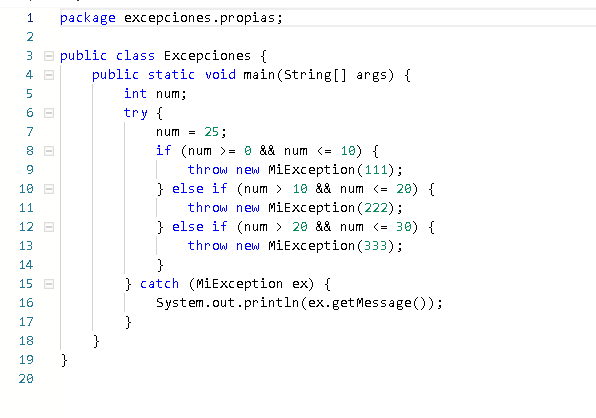 1 package excepciones.propias;
2
3 public class Excepciones {
4 public static void main(String[] args) {
5 int num;
6 try {
7 num = 25;
8 if (num >= 0 && num <= 10) {
9 throw new MiException(111);
10 } else if (num > 10 && num <= 20) {
11 throw new MiException(222);
12 } else if (num > 20 && num <= 30) {
13 throw new MiException(333);
14 }
15 } catch (MiException ex) {
16 System.out.println(ex.getMessage());
17 }
18 }
19 }
20